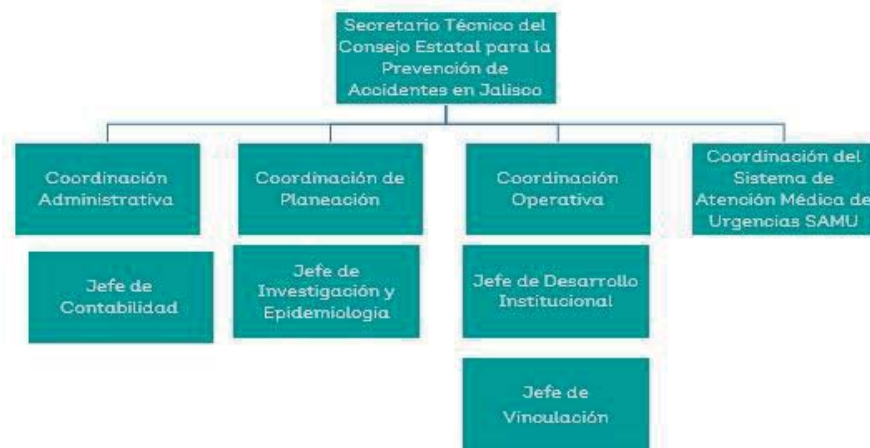 Secretario Técnico del
Consejo Estatal para la
Prevención de
Accidentes en Jalisco
Coordinación
Administrativa
Coordinación de
Planeación
Coordinación
Operativa
Coordinación del
Sistema de
Atención Médica de
Urgencias SAMU
Jefe de
Contabilidad
Jefe de
Investigación y
Epidemiología
Jefe de Desarrollo
Institucional
Jefe de
Vinculación